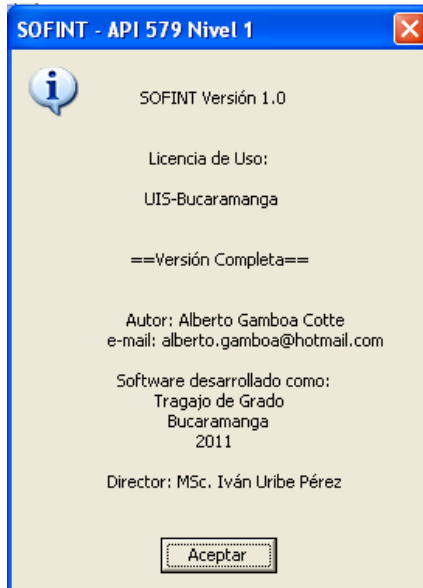 SOFINT - API 579 Nivel 1
SOFINT Versión 1.0
Licencia de Uso:
UIS-Bucaramanga
==Versión Completa==
Autor: Alberto Gamboa Cotte
e-mail: alberto.gamboa@hotmail.com
Software desarrollado como:
Tragajo de Grado
Bucaramanga
2011
Director: MSc. Iván Uribe Pérez
Aceptar